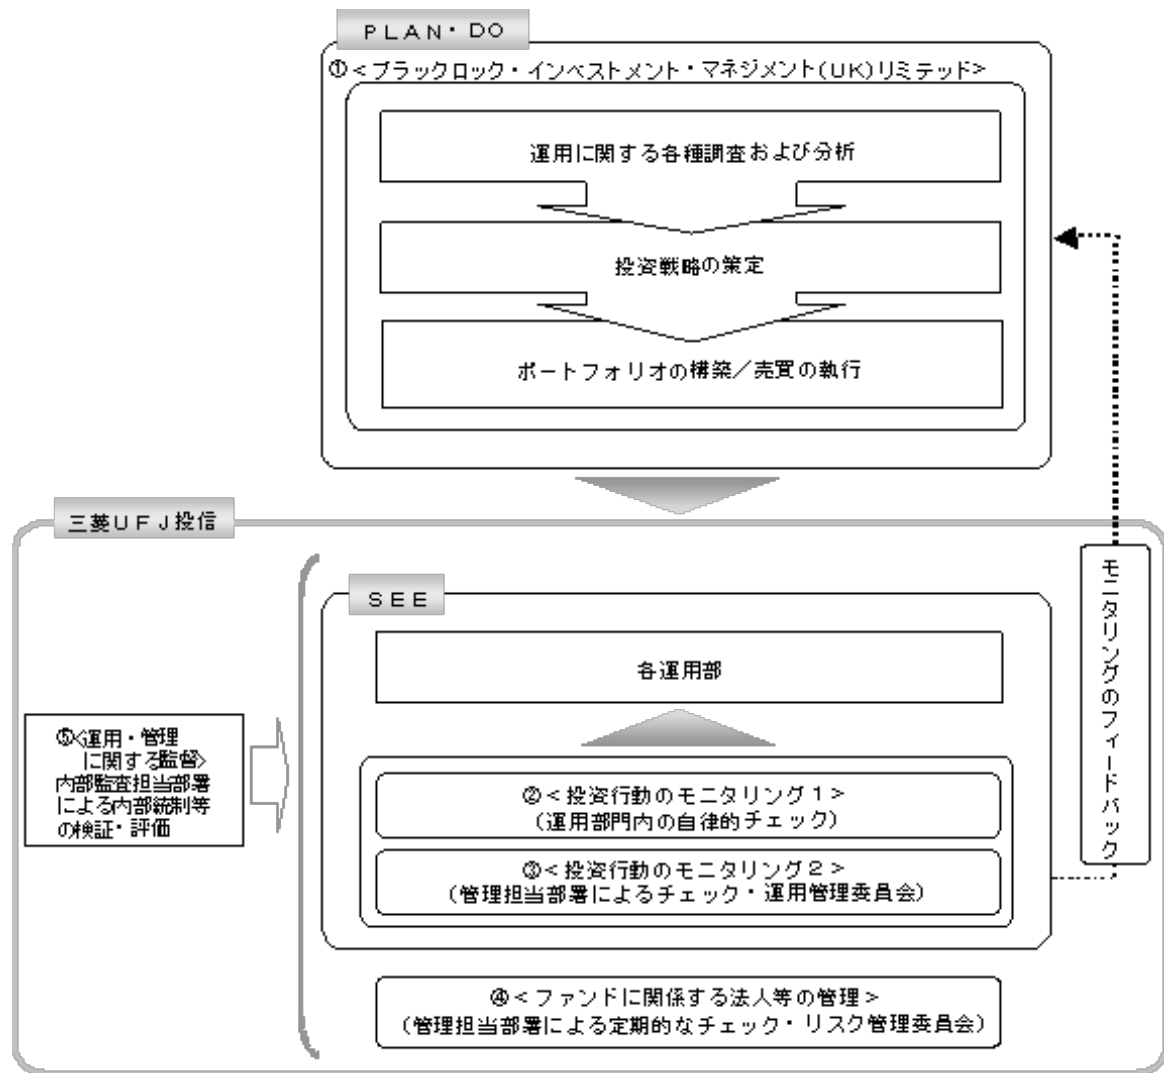 PLAN・DO
①<ブラックロック・インベストメント・マネジメント(UK)リミテッド>
運用に関する各種調査および分析
投資戦略の策定
ポートフォリオの構築/売買の執行
三菱UFJ投信
SEE
各運用部
⑤<運用・管理
に関する監督>
内部監査担当部署
による内部統制等
の検証・評価
②<投資行動のモニタリング1>
(運用部門内の自律的チェック)
③<投資行動のモニタリング2>
(管理担当部署によるチェック・運用管理委員会)
④<ファンドに関係する法人等の管理>
(管理担当部署による定期的なチェック・リスク管理委員会)
モニタリングのフィードバック